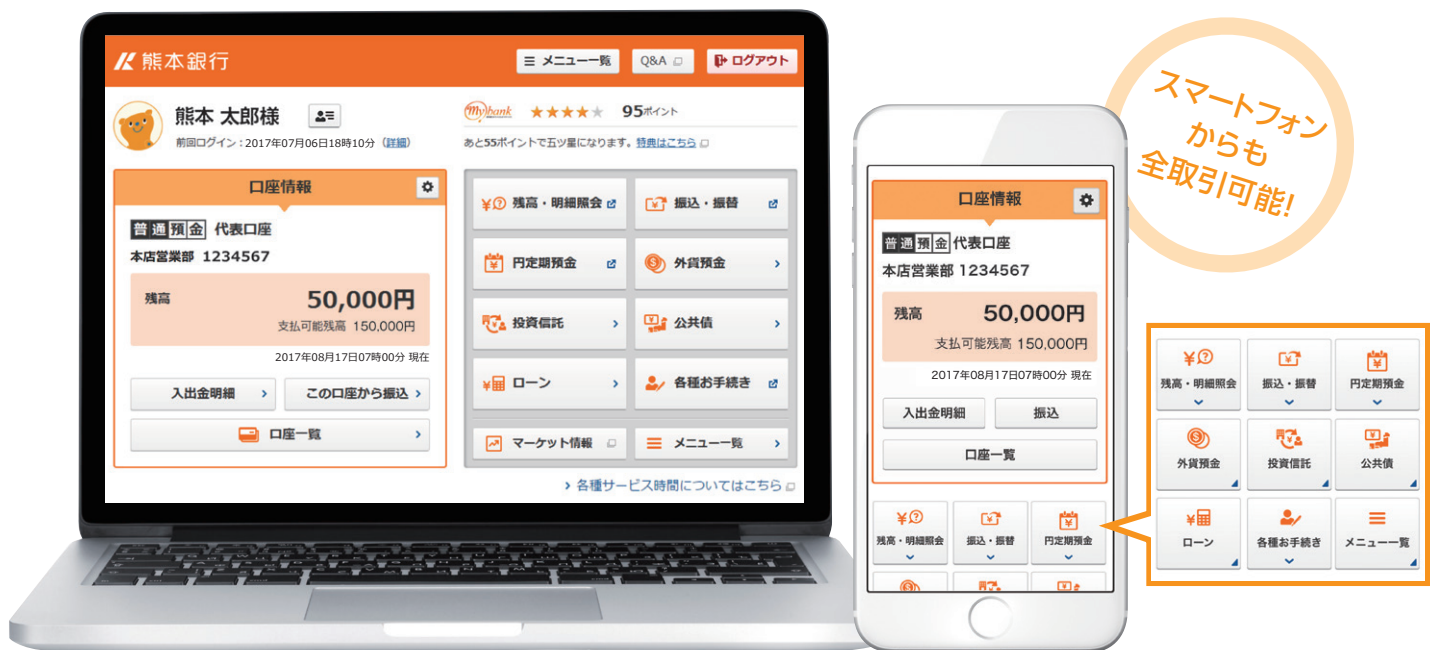 熊本銀行
メニュー一覧
Q&A
ログアウト
熊本 太郎様
前回ログイン：2017年07月06日18時10分（詳細）
Mybank ★★★★★ 95ポイント
あと55ポイントで五ツ星になります。特典はこちら
口座情報
普通預金 代表口座
本店営業部 1234567
残高 50,000円
支払可能残高 150,000円
2017年08月17日07時00分 現在
入出金明細
この口座から振込
口座一覧
残高・明細照会
振込・振替
円定期預金
外貨預金
投資信託
公共債
ローン
各種お手続き
マーケット情報
メニュー一覧
各種サービス時間についてはこちら
口座情報
普通預金 代表口座
本店営業部 1234567
残高 50,000円
支払可能残高 150,000円
2017年08月17日07時00分 現在
入出金明細
振込
口座一覧
残高・明細照会
振込・振替
円定期預金
スマートフォン
からも
全取引可能!
残高・明細照会
振込・振替
円定期預金
外貨預金
投資信託
公共債
ローン
各種お手続き
メニュー一覧